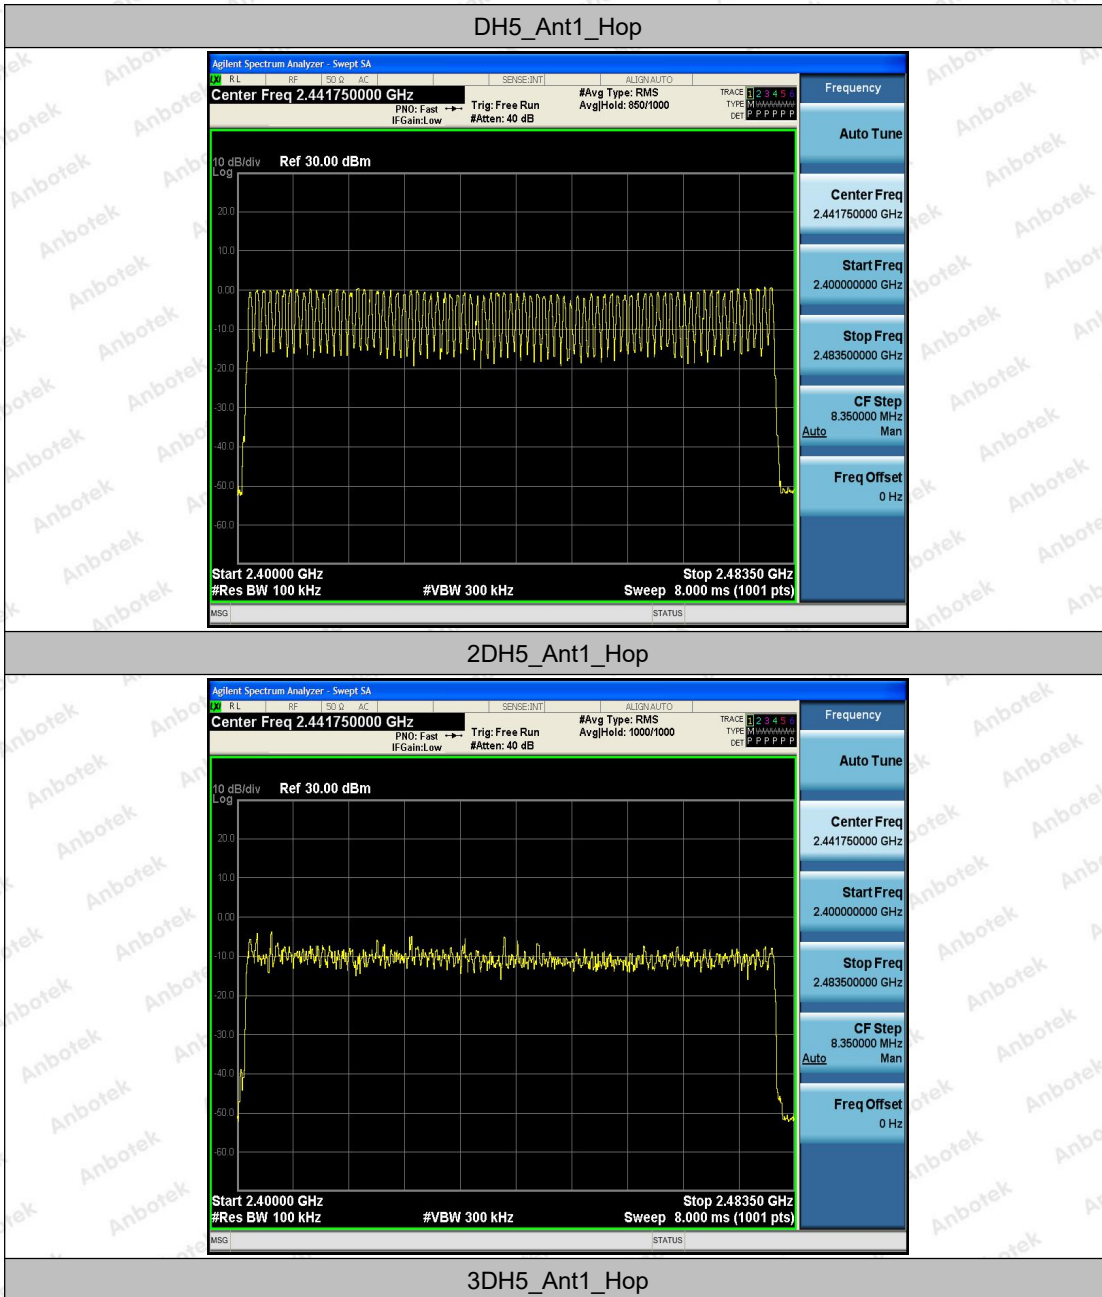 DH5_Ant1_Hop
Agilent Spectrum Analyzer - Swept SA
LXI RL RF 50 Ω AC SENSE:INT ALIGNAUTO
Center Freq 2.441750000 GHz
PNO: Fast
IFGain:Low
Trig: Free Run
#Atten: 40 dB
#Avg Type: RMS
Avg|Hold: 850/1000
TRACE 1 2 3 4 5 6
TYPE M
DET P P P P P P
10 dB/div Ref 30.00 dBm
Log
20.0
10.0
0.00
-10.0
-20.0
-30.0
-40.0
-50.0
-60.0
Start 2.40000 GHz Stop 2.48350 GHz
#Res BW 100 kHz #VBW 300 kHz Sweep 8.000 ms (1001 pts)
MSG STATUS
Frequency
Auto Tune
Center Freq
2.441750000 GHz
Start Freq
2.400000000 GHz
Stop Freq
2.483500000 GHz
CF Step
8.350000 MHz
Auto Man
Freq Offset
0 Hz
2DH5_Ant1_Hop
Agilent Spectrum Analyzer - Swept SA
LXI RL RF 50 Ω AC SENSE:INT ALIGNAUTO
Center Freq 2.441750000 GHz
PNO: Fast
IFGain:Low
Trig: Free Run
#Atten: 40 dB
#Avg Type: RMS
Avg|Hold: 1000/1000
TRACE 1 2 3 4 5 6
TYPE M
DET P P P P P P
10 dB/div Ref 30.00 dBm
Log
20.0
10.0
0.00
-10.0
-20.0
-30.0
-40.0
-50.0
-60.0
Start 2.40000 GHz Stop 2.48350 GHz
#Res BW 100 kHz #VBW 300 kHz Sweep 8.000 ms (1001 pts)
MSG STATUS
Frequency
Auto Tune
Center Freq
2.441750000 GHz
Start Freq
2.400000000 GHz
Stop Freq
2.483500000 GHz
CF Step
8.350000 MHz
Auto Man
Freq Offset
0 Hz
3DH5_Ant1_Hop
Anbotek